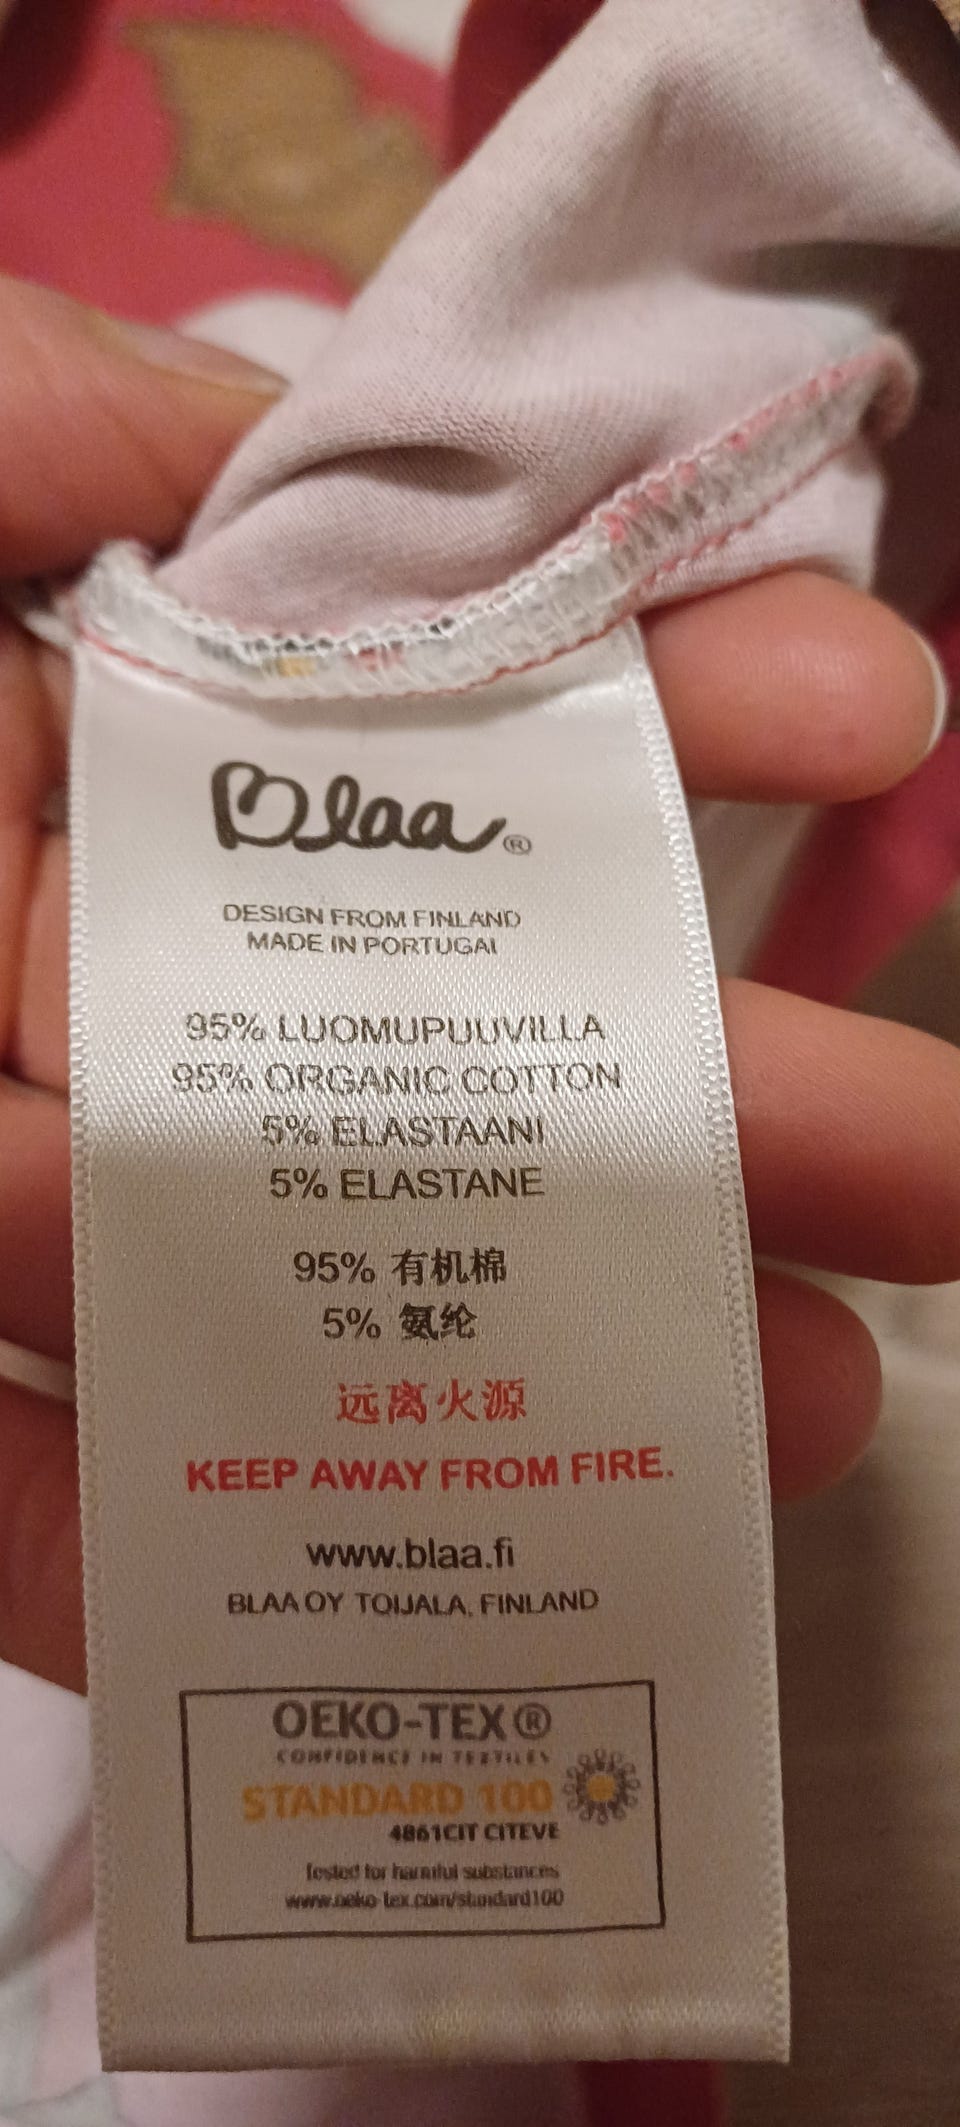 Blaa®
DESIGN FROM FINLAND
MADE IN PORTUGAL
95% LUOMUPUUVILLA
95% ORGANIC COTTON
5% ELASTAANI
5% ELASTANE
95% 有机棉
5% 氨纶
远离火源
KEEP AWAY FROM FIRE.
www.blaa.fi
BLAA OY TOIJALA, FINLAND
OEKO-TEX®
CONFIDENCE IN TEXTILES
STANDARD 100
4861CIT CITEVE
Tested for harmful substances
www.oeko-tex.com/standard100